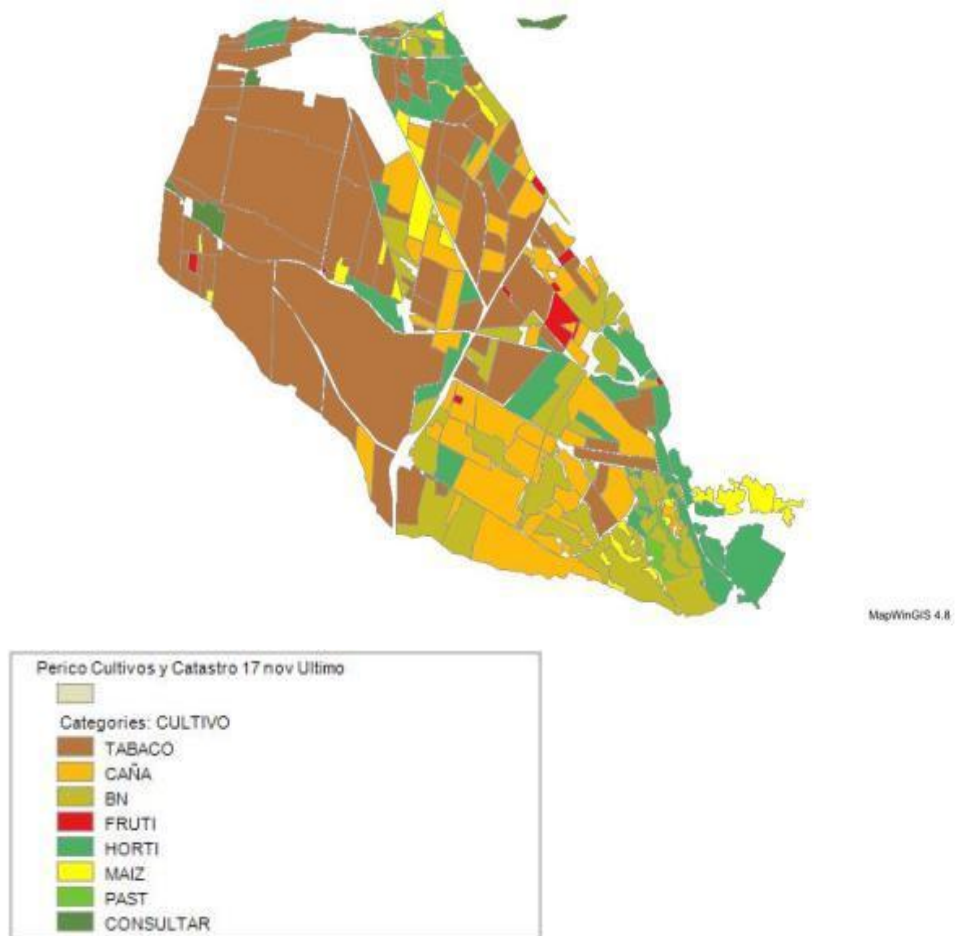 MapWinGIS 4.8
Perico Cultivos y Catastro 17 nov Ultimo
Categories: CULTIVO
TABACO
CAÑA
BN
FRUTI
HORTI
MAIZ
PAST
CONSULTAR